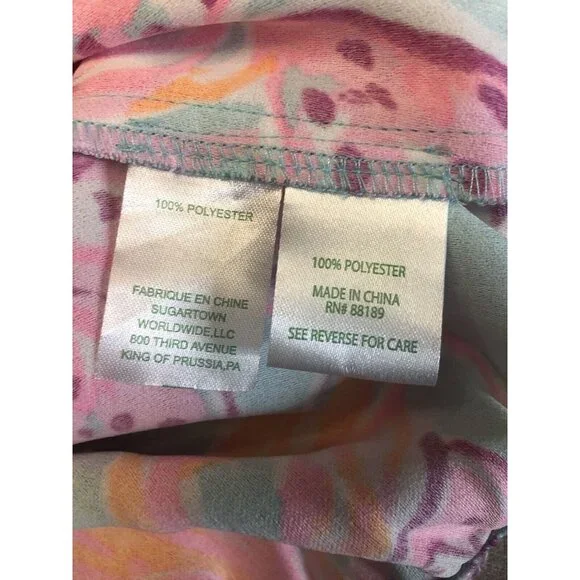 100% POLYESTER
FABRIQUE EN CHINE
SUGARTOWN
WORLDWIDE,LLC
800 THIRD AVENUE
KING OF PRUSSIA,PA
100% POLYESTER
MADE IN CHINA
RN# 88189
SEE REVERSE FOR CARE